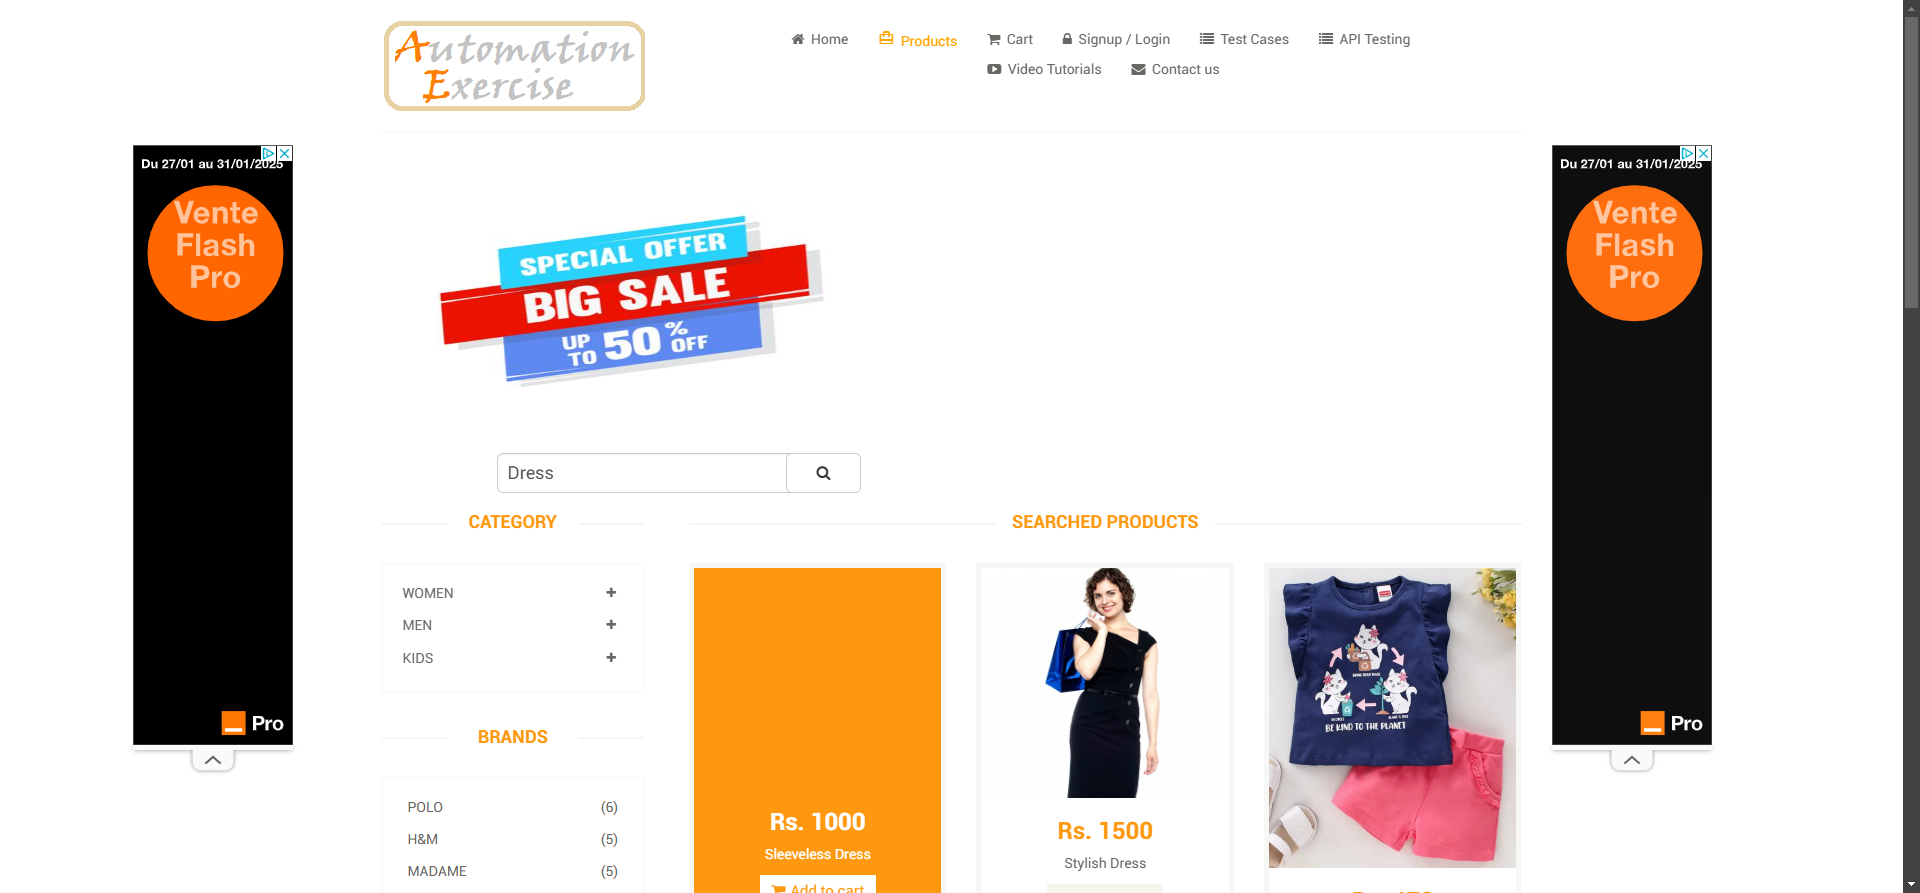 Automation
Exercise
Home
Products
Cart
Signup / Login
Test Cases
API Testing
Video Tutorials
Contact us
Du 27/01 au 31/01/2025
Vente
Flash
Pro
Pro
SPECIAL OFFER
BIG SALE
UP TO 50% OFF
Dress
CATEGORY
WOMEN
MEN
KIDS
BRANDS
POLO (6)
H&M (5)
MADAME (5)
SEARCHED PRODUCTS
Rs. 1000
Sleeveless Dress
Add to cart
Rs. 1500
Stylish Dress
BE KIND TO THE PLANET
Du 27/01 au 31/01/2025
Vente
Flash
Pro
Pro